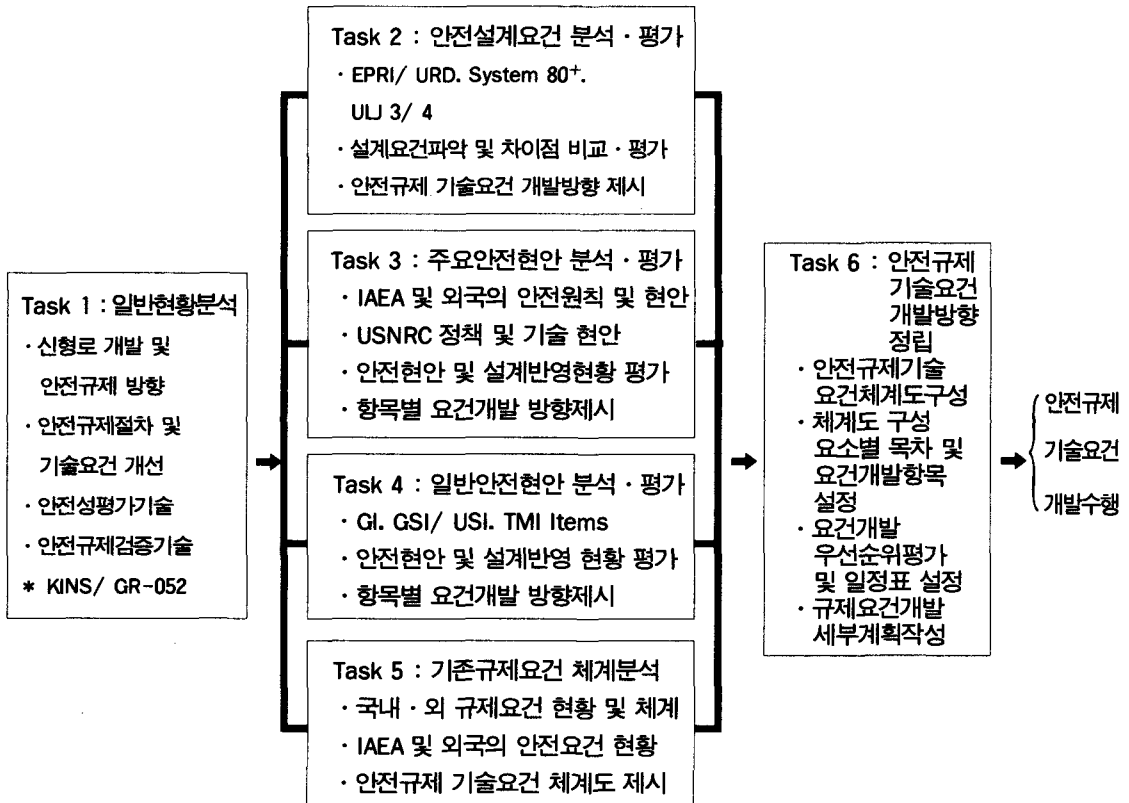 Task 1 : 일반현황분석
· 신형로 개발 및
안전규제 방향
· 안전규제절차 및
기술요건 개선
· 안전성평가기술
· 안전규제검증기술
* KINS/ GR-052
Task 2 : 안전설계요건 분석 · 평가
· EPRI/ URD. System 80+.
ULJ 3/ 4
· 설계요건파악 및 차이점 비교 · 평가
· 안전규제 기술요건 개발방향 제시
Task 3 : 주요안전현안 분석 · 평가
· IAEA 및 외국의 안전원칙 및 현안
· USNRC 정책 및 기술 현안
· 안전현안 및 설계반영현황 평가
· 항목별 요건개발 방향제시
Task 4 : 일반안전현안 분석 · 평가
· GI. GSI/ USI. TMI Items
· 안전현안 및 설계반영 현황 평가
· 항목별 요건개발 방향제시
Task 5 : 기존규제요건 체계분석
· 국내 · 외 규제요건 현황 및 체계
· IAEA 및 외국의 안전요건 현황
· 안전규제 기술요건 체계도 제시
Task 6 : 안전규제
기술요건
개발방향
정립
· 안전규제기술
요건체계도구성
· 체계도 구성
요소별 목차 및
요건개발항목
설정
· 요건개발
우선순위평가
및 일정표 설정
· 규제요건개발
세부계획작성
안전규제
기술요건
개발수행